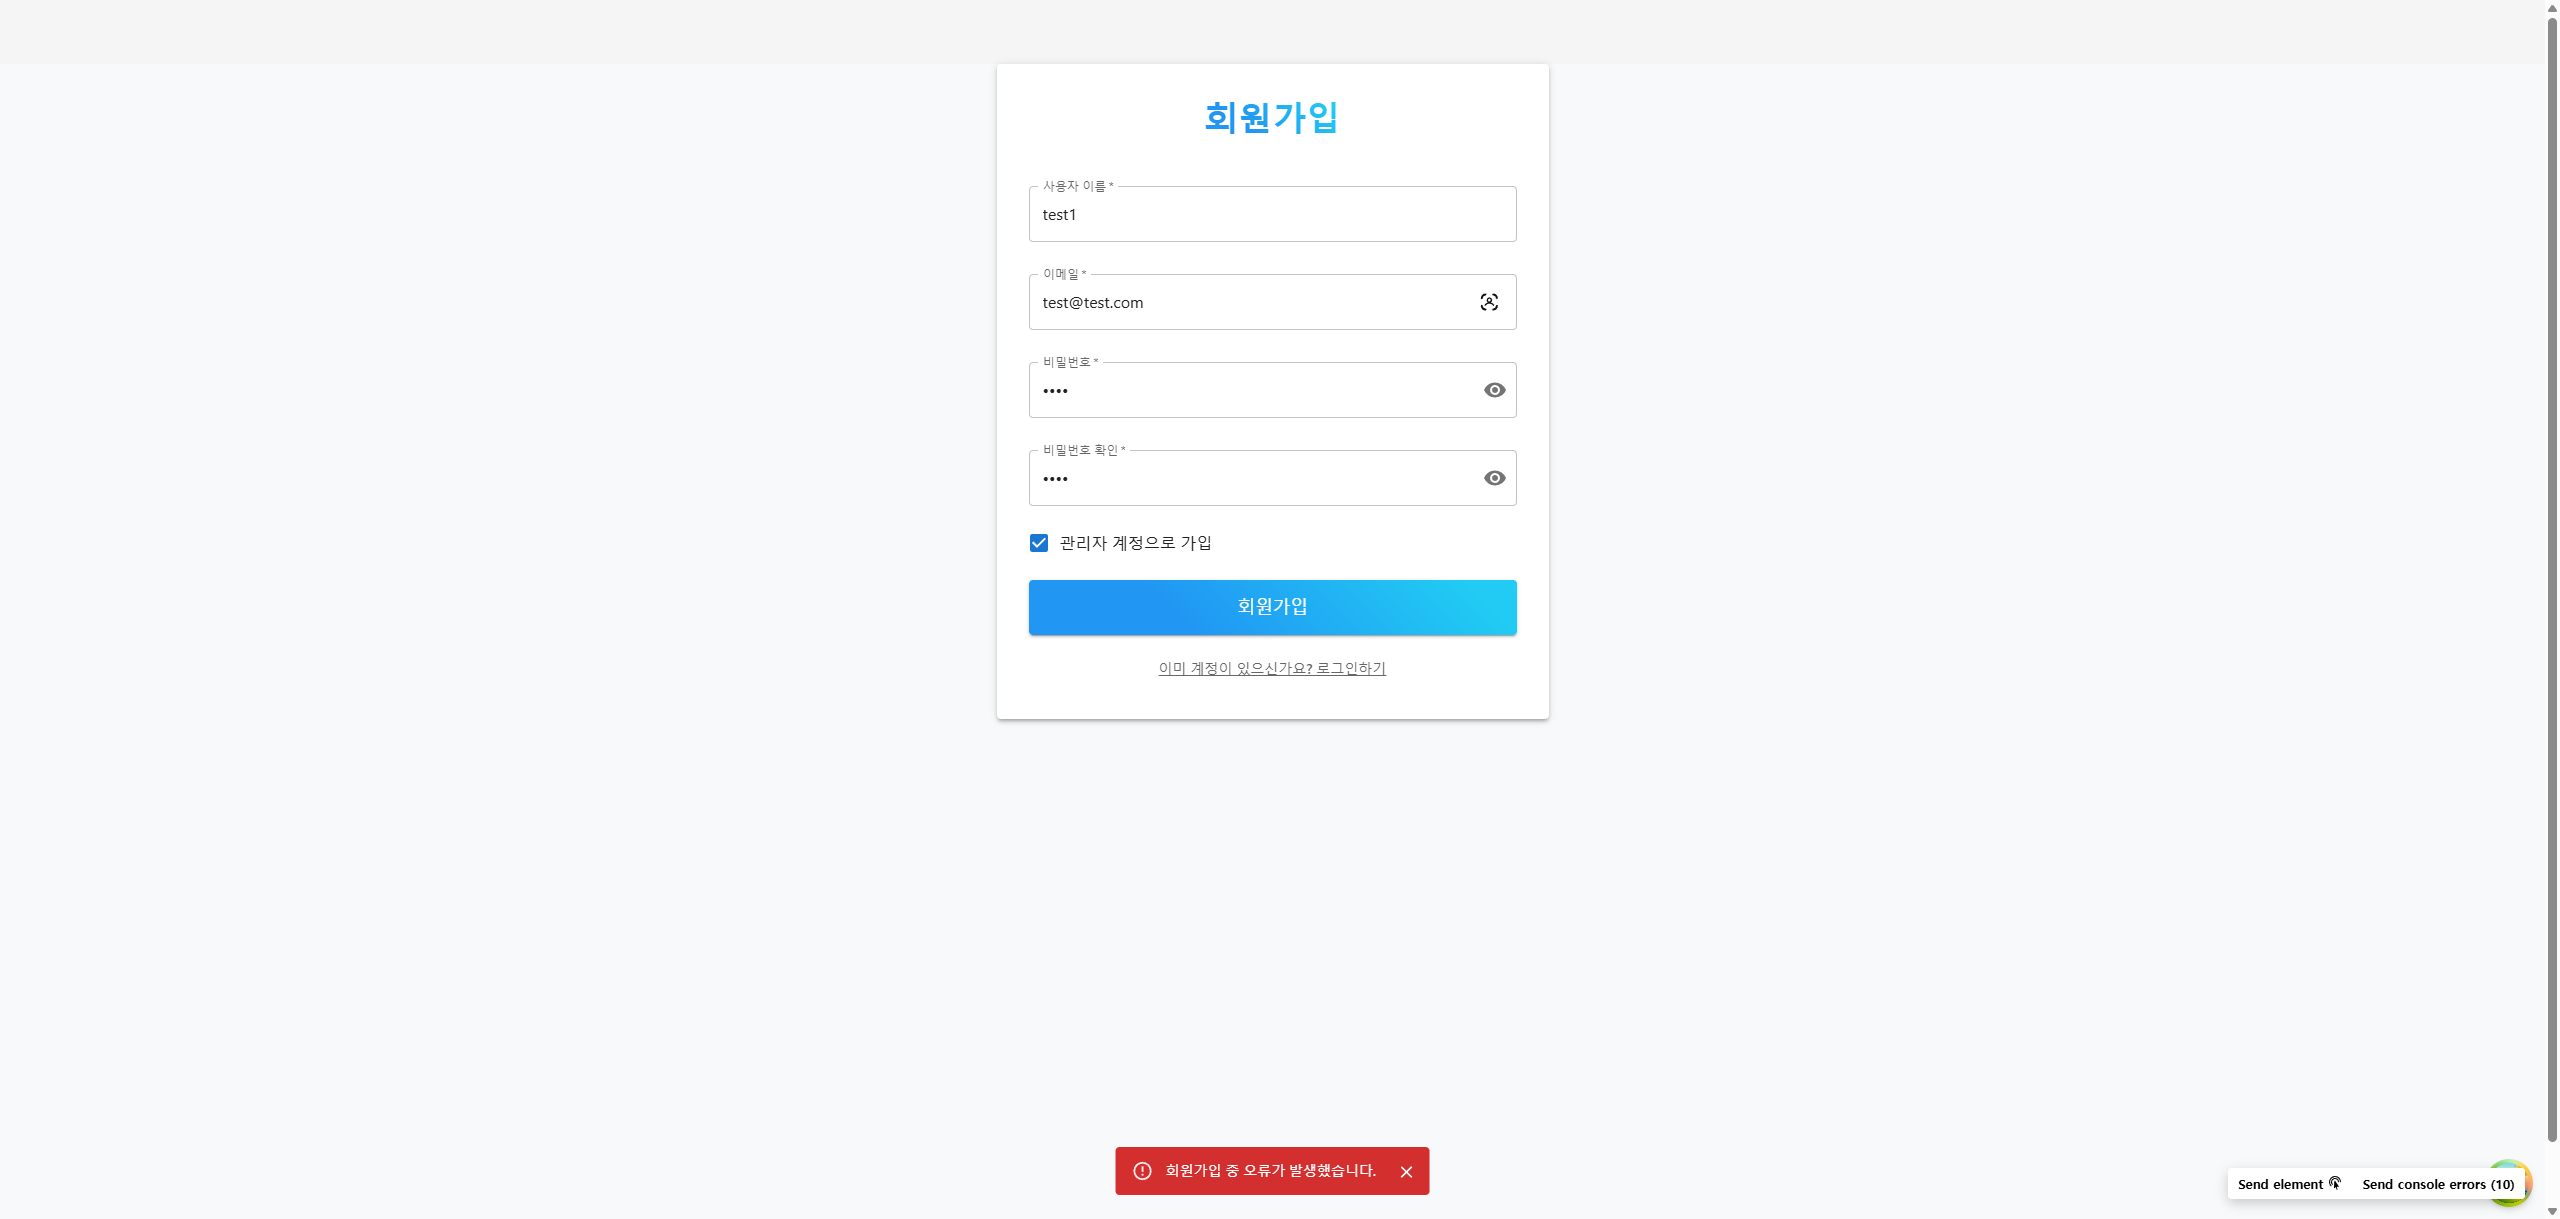 회원가입
사용자 이름 *
test1
이메일 *
test@test.com
비밀번호 *
••••
비밀번호 확인 *
••••
관리자 계정으로 가입
회원가입
이미 계정이 있으신가요? 로그인하기
회원가입 중 오류가 발생했습니다.
Send element
Send console errors (10)